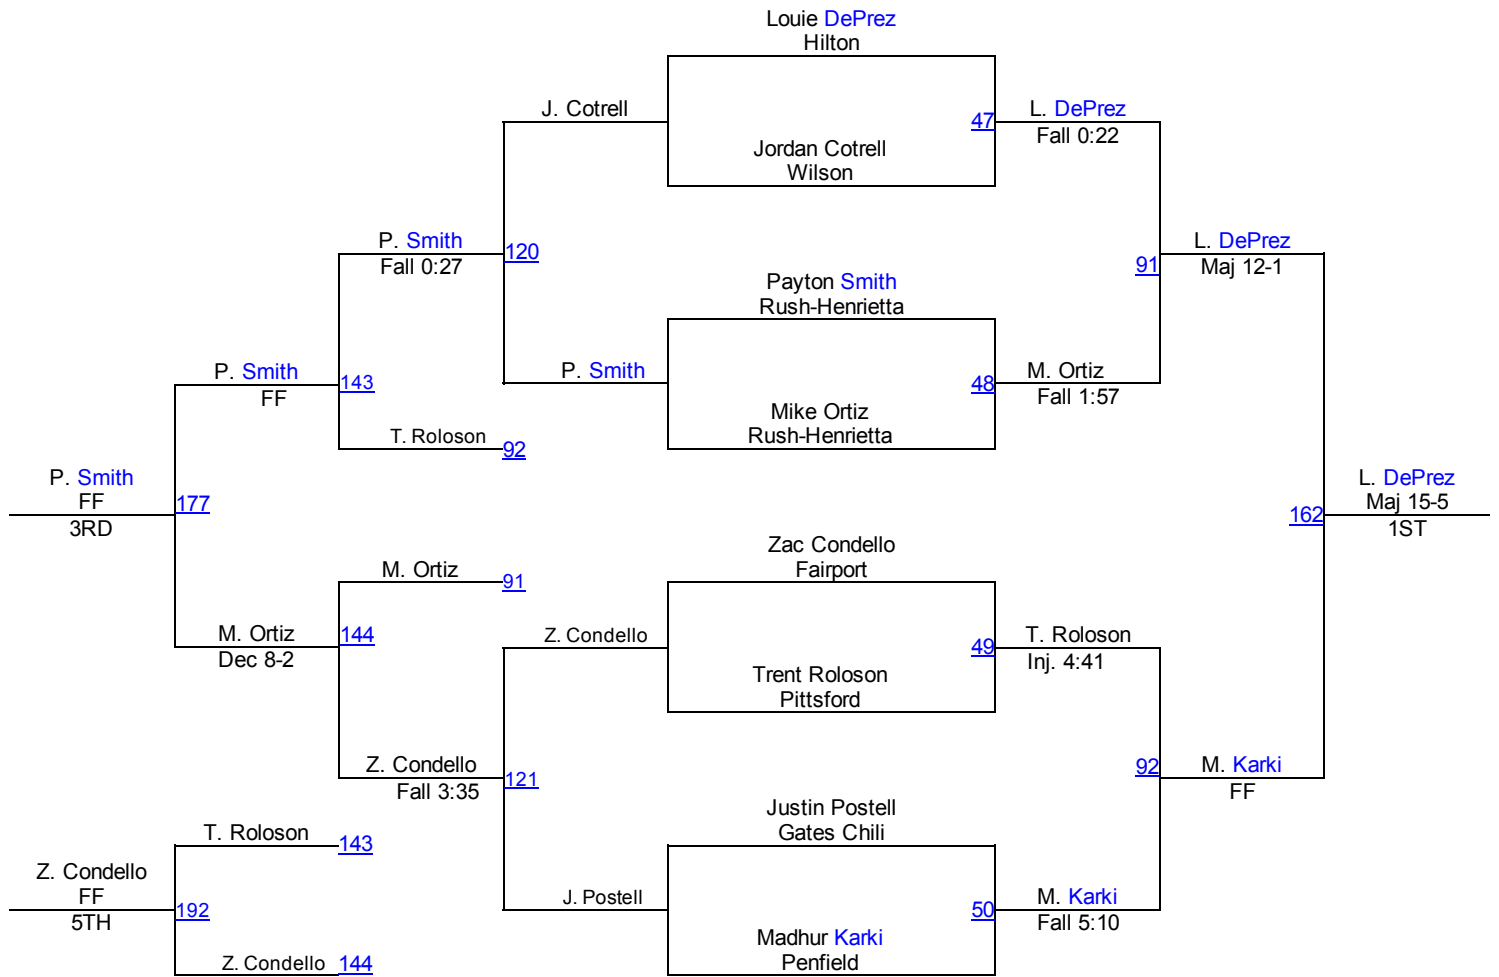 Louie DePrez
Hilton
J. Cotrell
47
L. DePrez
Fall 0:22
Jordan Cotrell
Wilson
P. Smith
Fall 0:27
120
L. DePrez
Maj 12-1
91
Payton Smith
Rush-Henrietta
P. Smith
FF
143
P. Smith
48
M. Ortiz
Fall 1:57
Mike Ortiz
Rush-Henrietta
T. Roloson
92
P. Smith
FF
3RD
177
L. DePrez
Maj 15-5
1ST
162
Zac Condello
Fairport
M. Ortiz
91
M. Ortiz
Dec 8-2
144
Z. Condello
49
T. Roloson
Inj. 4:41
Trent Roloson
Pittsford
Z. Condello
Fall 3:35
121
92
M. Karki
FF
Justin Postell
Gates Chili
T. Roloson
143
Z. Condello
FF
5TH
192
J. Postell
50
M. Karki
Fall 5:10
Madhur Karki
Penfield
Z. Condello
144